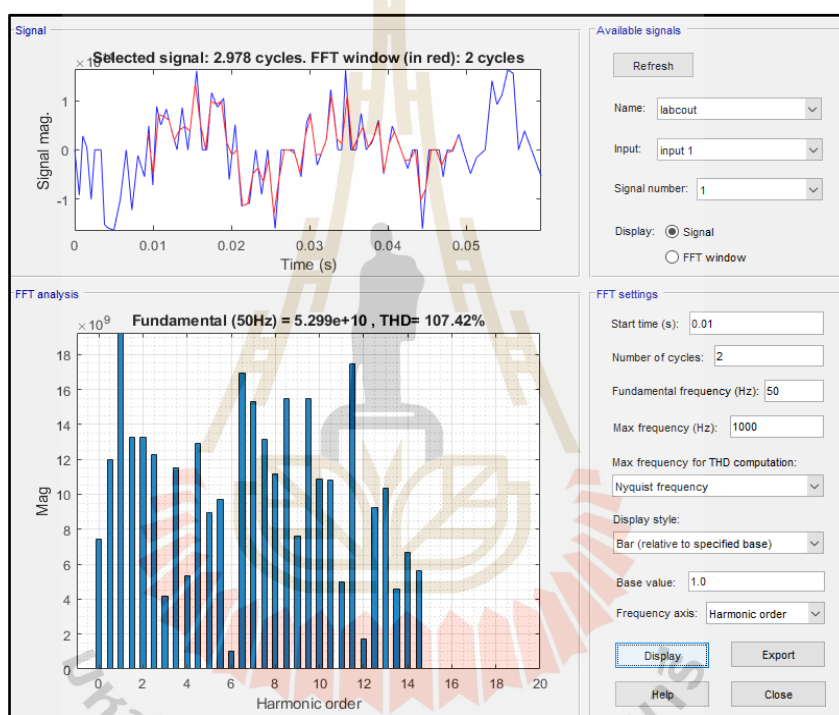 Signal
Selected signal: 2.978 cycles. FFT window (in red): 2 cycles
1
0
-1
Signal mag.
0 0.01 0.02 0.03 0.04 0.05
Time (s)
Available signals
Refresh
Name: labcout
Input: input 1
Signal number: 1
Display: Signal
FFT window
FFT analysis
×10⁹ Fundamental (50Hz) = 5.299e+10 , THD= 107.42%
18
16
14
12
10
8
6
4
2
0
Mag
0 2 4 6 8 10 12 14 16 18 20
Harmonic order
FFT settings
Start time (s): 0.01
Number of cycles: 2
Fundamental frequency (Hz): 50
Max frequency (Hz): 1000
Max frequency for THD computation:
Nyquist frequency
Display style:
Bar (relative to specified base)
Base value: 1.0
Frequency axis: Harmonic order
Display Export
Help Close